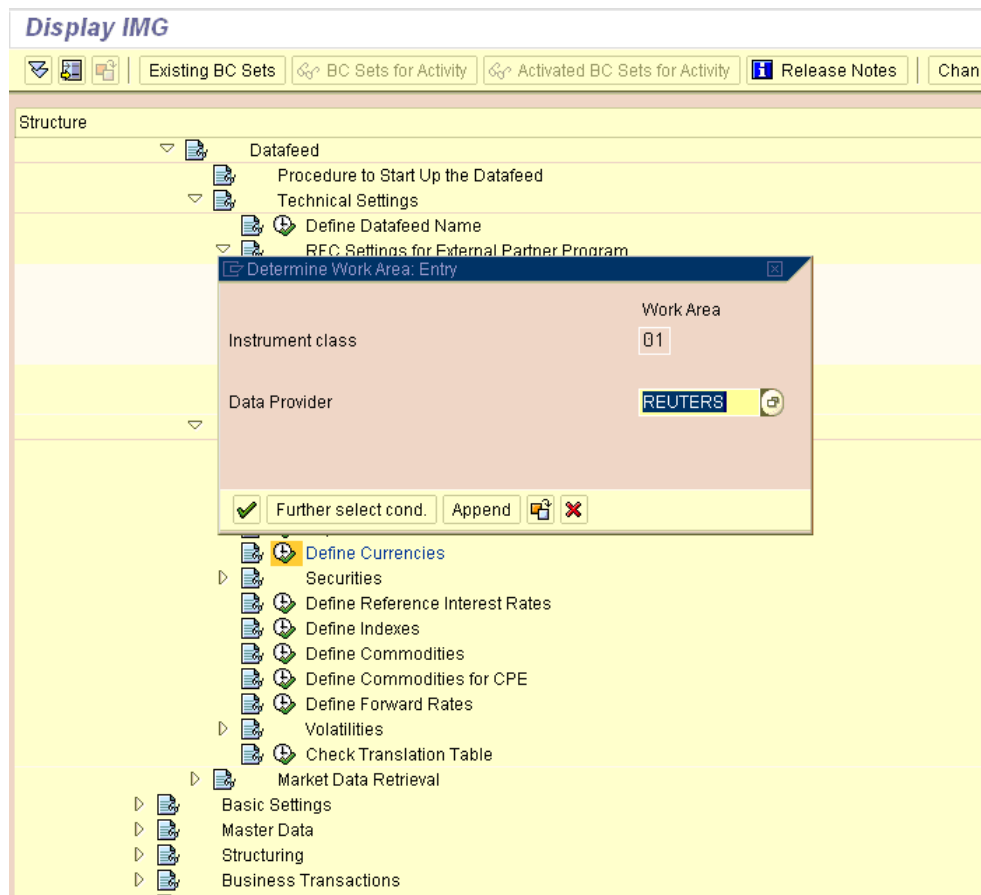 Display IMG
Existing BC Sets BC Sets for Activity Activated BC Sets for Activity Release Notes Chan
Structure
Datafeed
Procedure to Start Up the Datafeed
Technical Settings
Define Datafeed Name
RFC Settings for External Partner Program
Determine Work Area: Entry
Work Area
Instrument class 01
Data Provider REUTERS
Further select cond. Append
Define Currencies
Securities
Define Reference Interest Rates
Define Indexes
Define Commodities
Define Commodities for CPE
Define Forward Rates
Volatilities
Check Translation Table
Market Data Retrieval
Basic Settings
Master Data
Structuring
Business Transactions